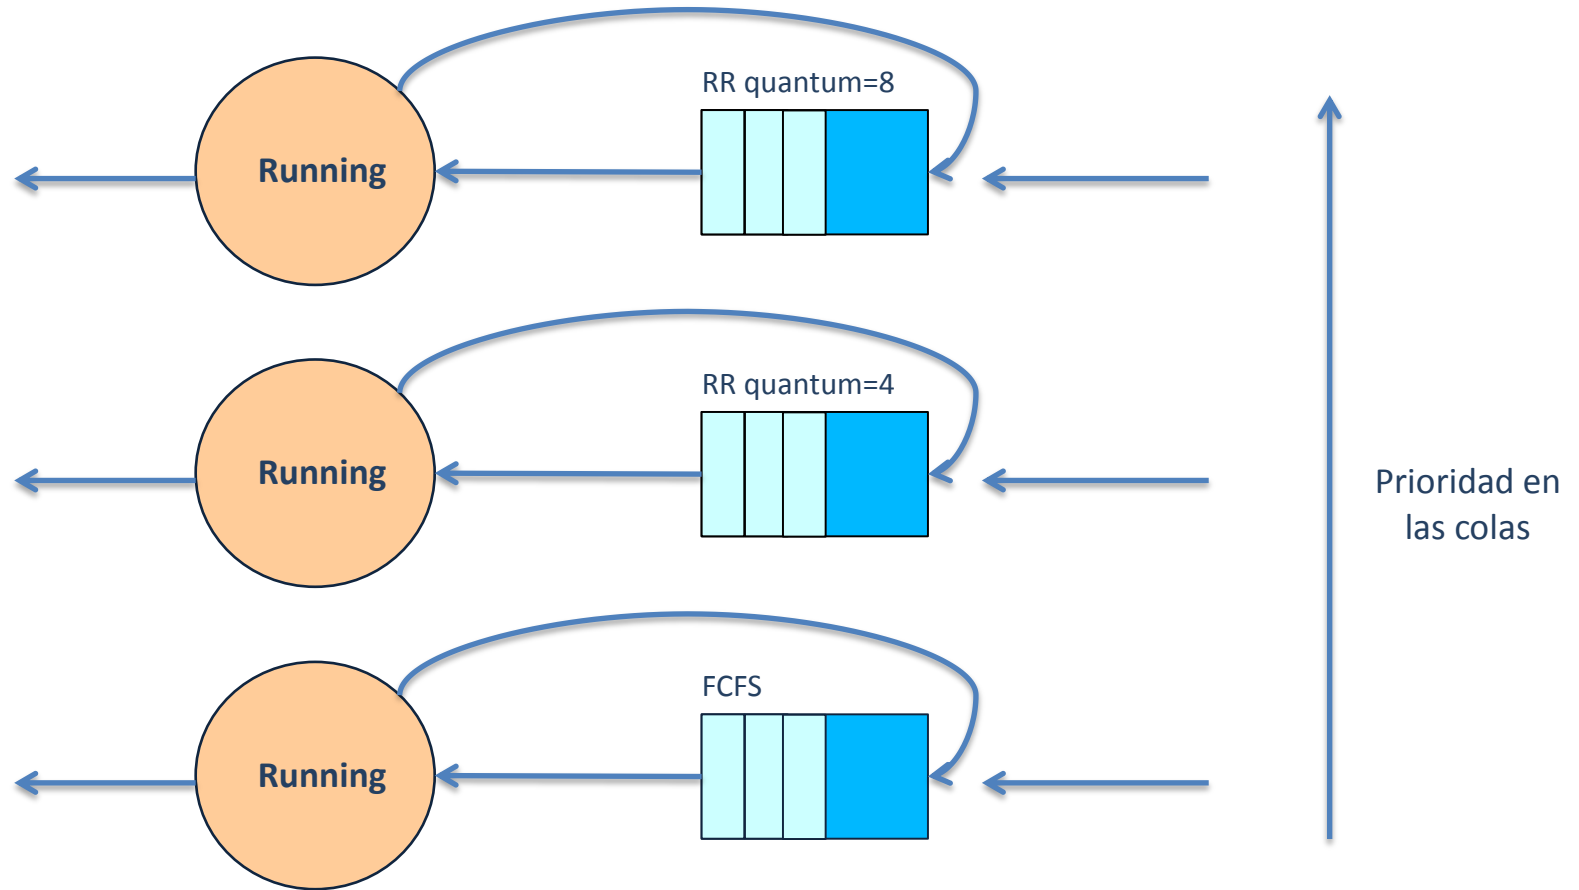 RR quantum=8
Running
RR quantum=4
Running
Prioridad en
las colas
FCFS
Running